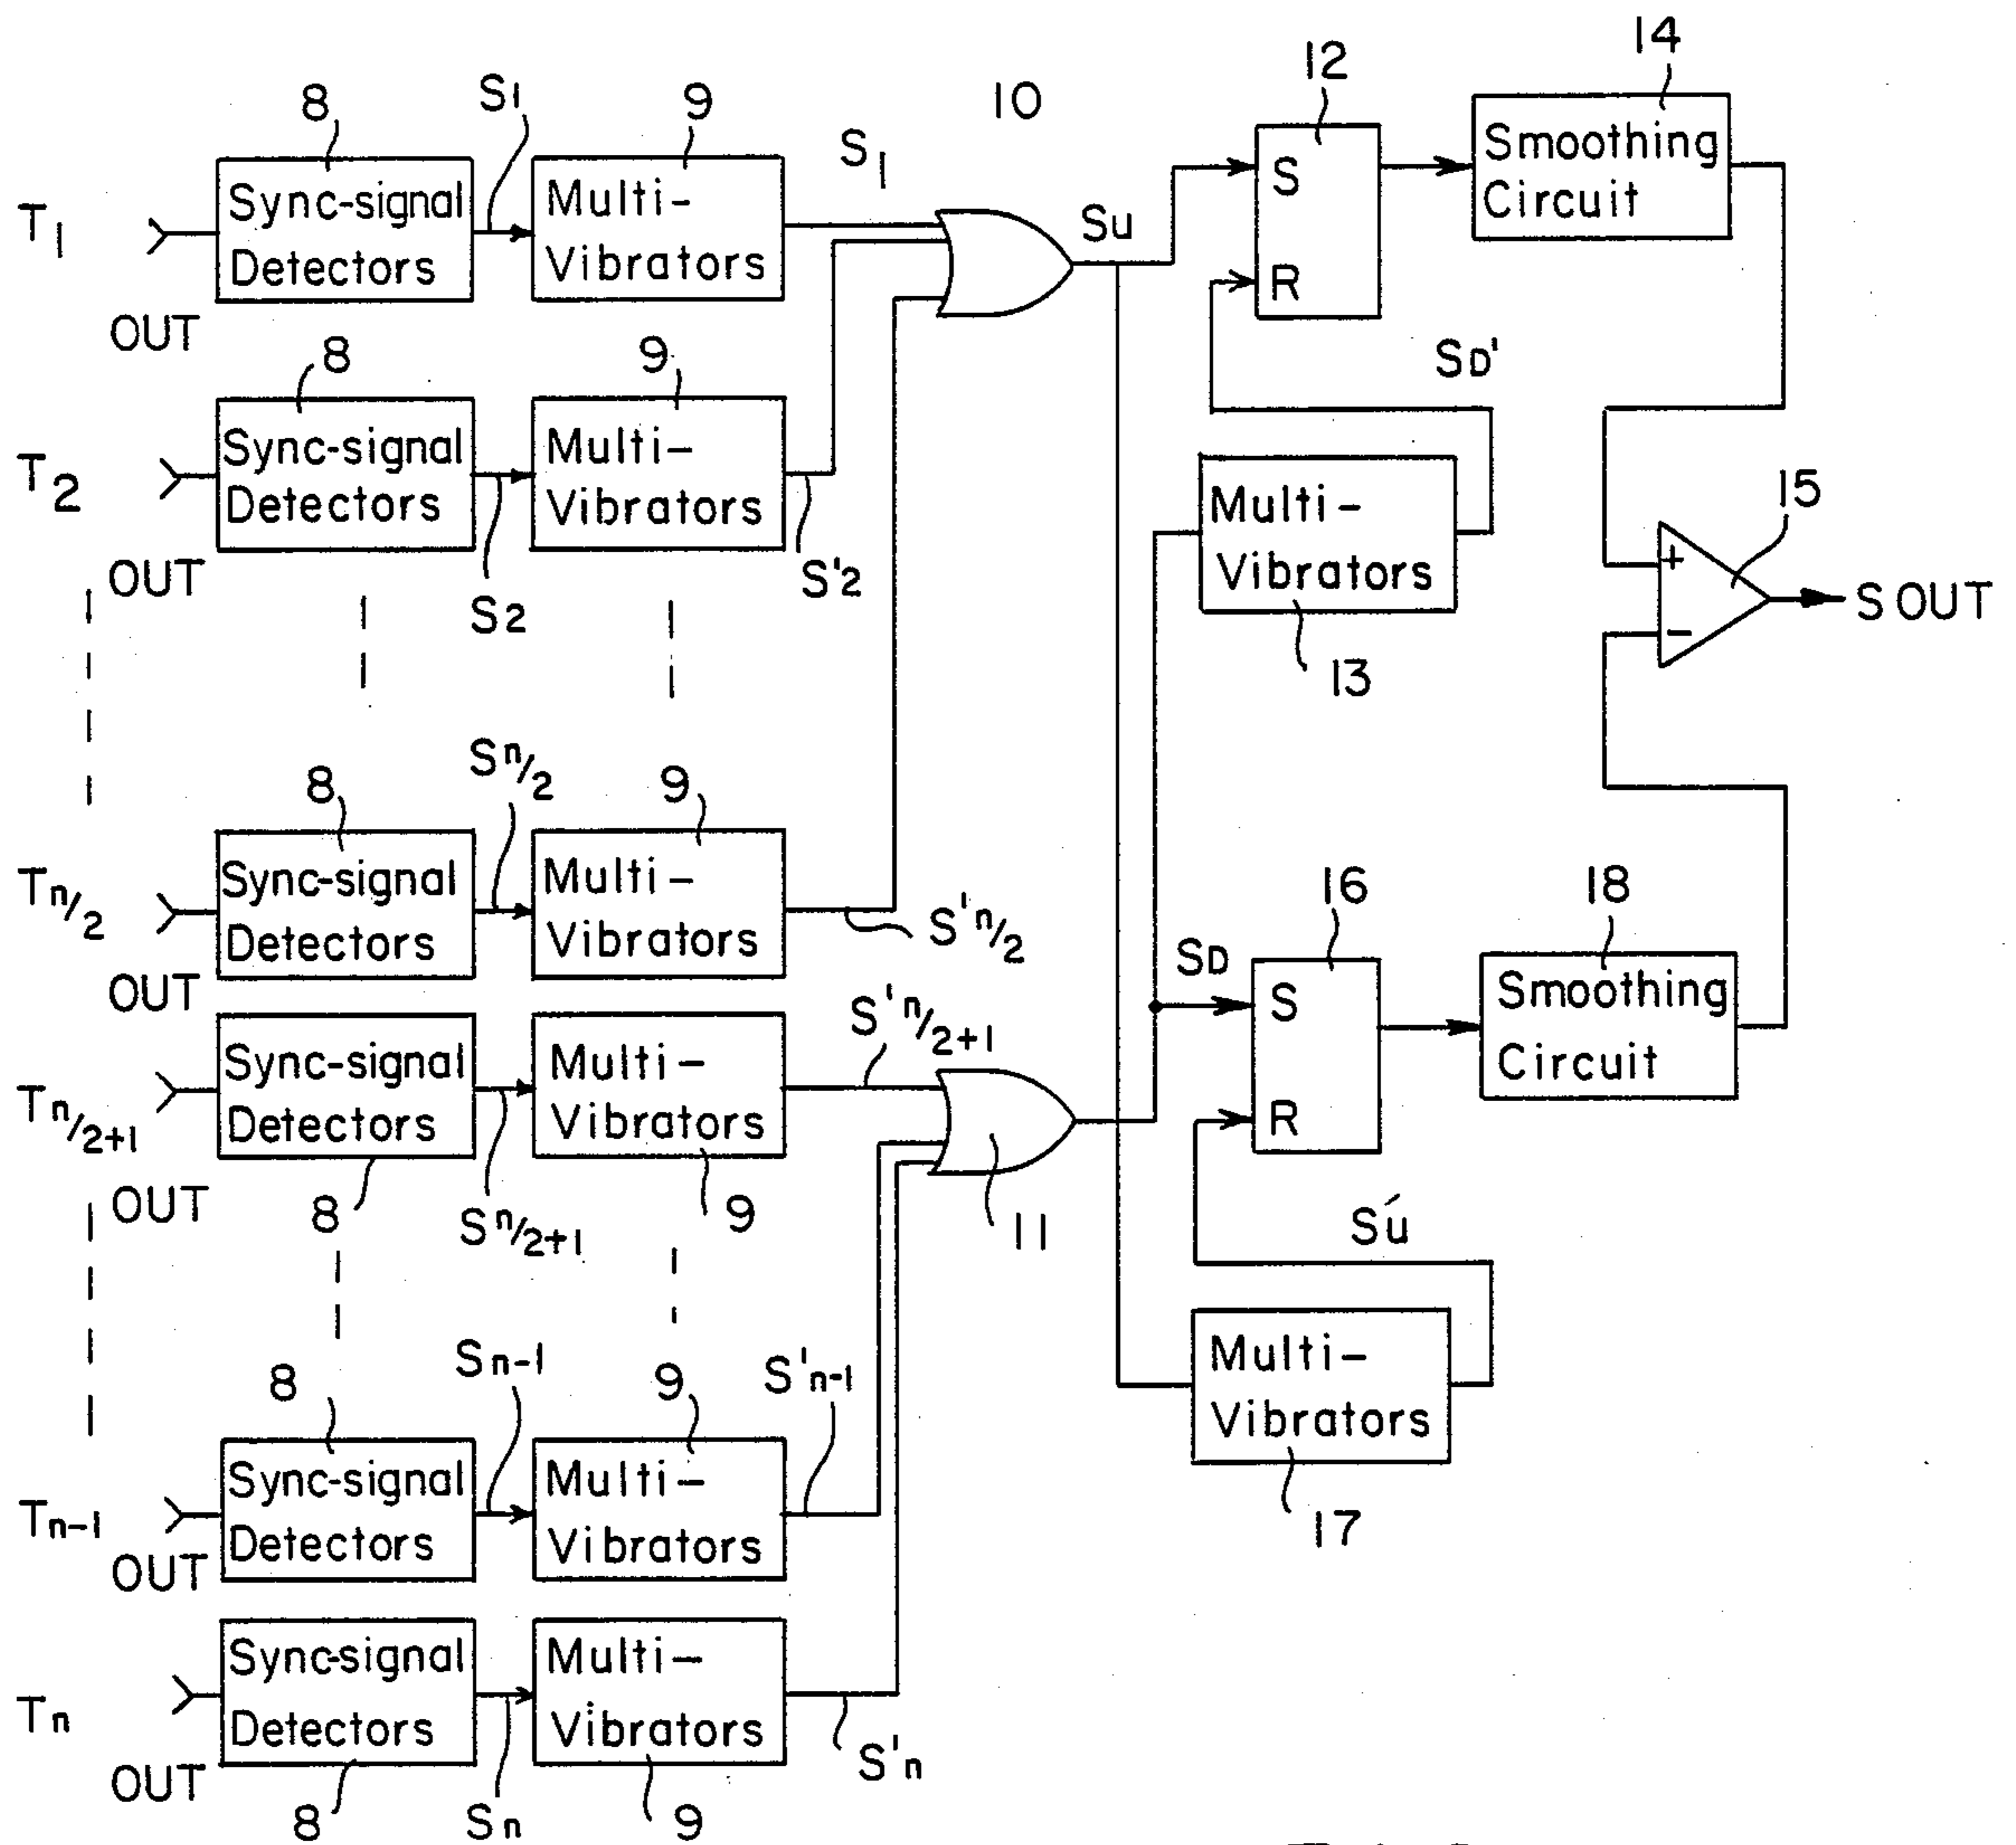 14
12
8
S1
9
S1
10
Smoothing
Circuit
S
R
T1
Sync-signal
Detectors
Multi-
Vibrators
Su
OUT
8
9
SD'
T2
Sync-signal
Detectors
Multi-
Vibrators
S'2
OUT
S2
Multi-
Vibrators
13
15
+
-
S OUT
8
Sn/2
9
Tn/2
Sync-signal
Detectors
Multi-
Vibrators
S'n/2
OUT
16
18
SD
S
R
Smoothing
Circuit
S'n/2+1
Tn/2+1
Sync-signal
Detectors
Multi-
Vibrators
OUT
8
Sn/2+1
9
11
S'u
8
Sn-1
9
S'n-1
Multi-
Vibrators
17
Tn-1
Sync-signal
Detectors
Multi-
Vibrators
OUT
Tn
Sync-signal
Detectors
Multi-
Vibrators
OUT
8
Sn
9
S'n